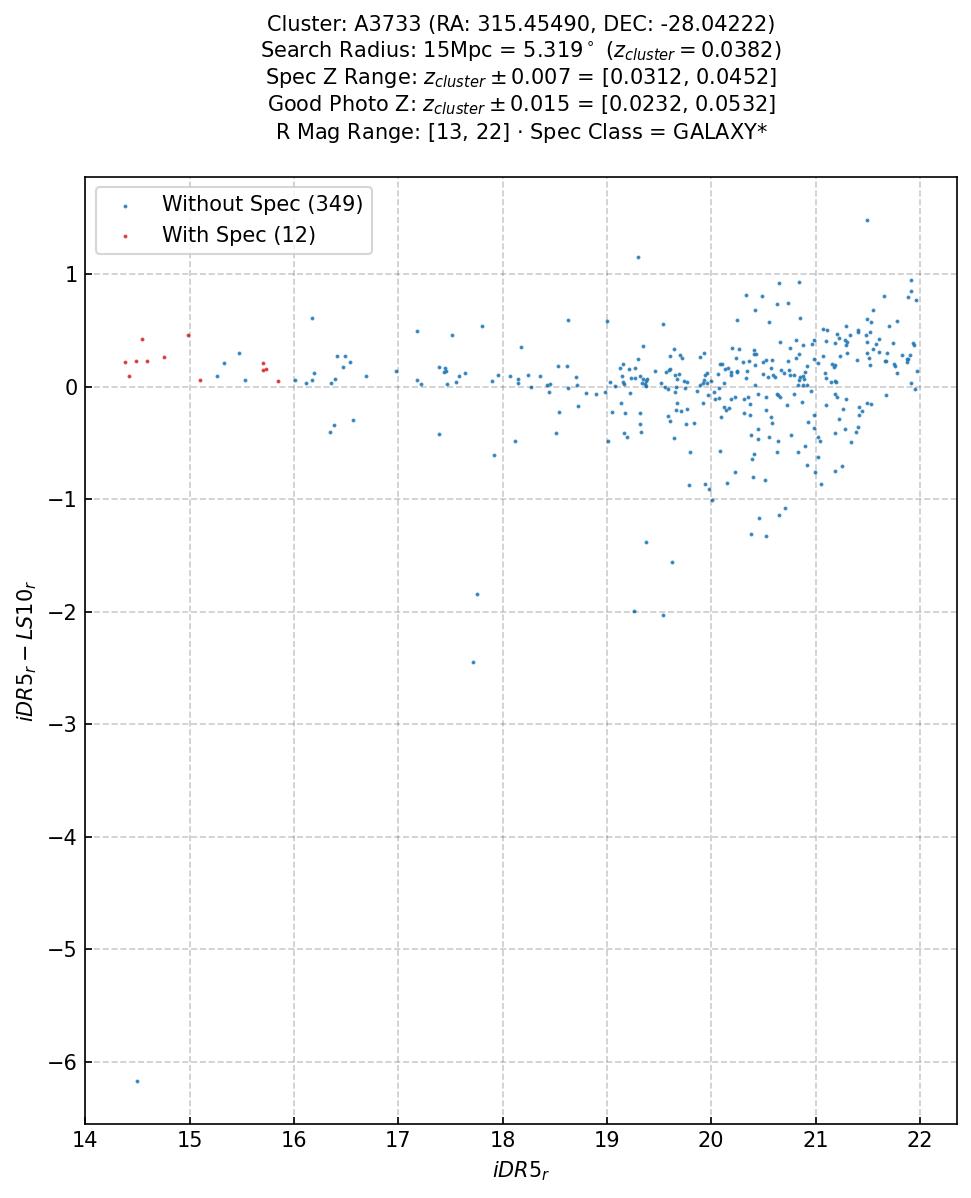 Cluster: A3733 (RA: 315.45490, DEC: -28.04222)
Search Radius: 15Mpc = 5.319° (z_cluster = 0.0382)
Spec Z Range: z_cluster ± 0.007 = [0.0312, 0.0452]
Good Photo Z: z_cluster ± 0.015 = [0.0232, 0.0532]
R Mag Range: [13, 22] · Spec Class = GALAXY*
Without Spec (349)
With Spec (12)
1
0
−1
−2
−3
−4
−5
−6
iDR5_r − LS10_r
14 15 16 17 18 19 20 21 22
iDR5_r